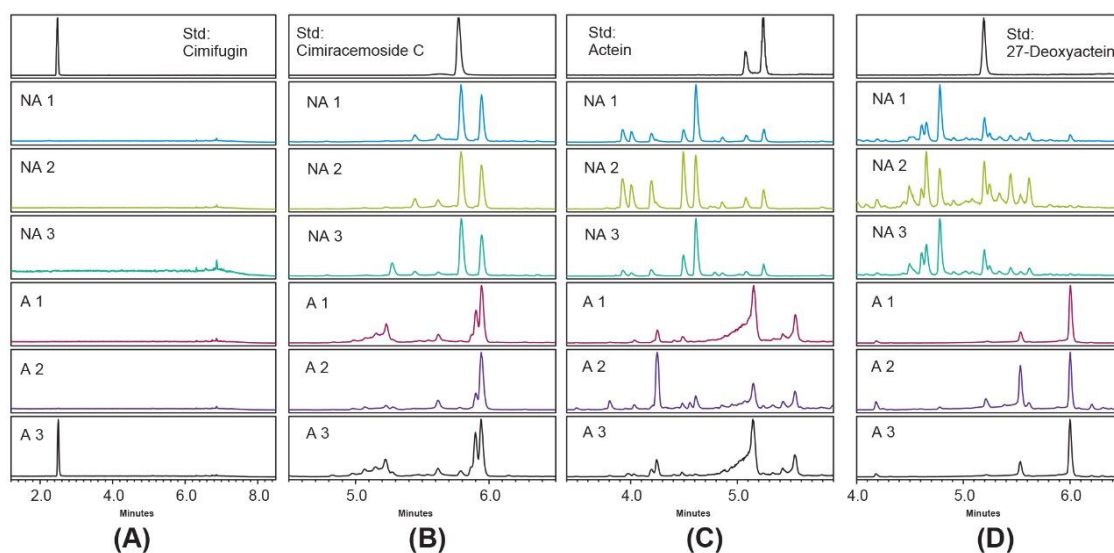 Std:
Cimifugin
Std:
Cimiracemoside C
Std:
Actein
Std:
27-Deoxyactein
NA 1
NA 1
NA 1
NA 1
NA 2
NA 2
NA 2
NA 2
NA 3
NA 3
NA 3
NA 3
A 1
A 1
A 1
A 1
A 2
A 2
A 2
A 2
A 3
A 3
A 3
A 3
2.0 4.0 6.0 8.0
5.0 6.0
4.0 5.0
4.0 5.0 6.0
Minutes
Minutes
Minutes
Minutes
(A)
(B)
(C)
(D)